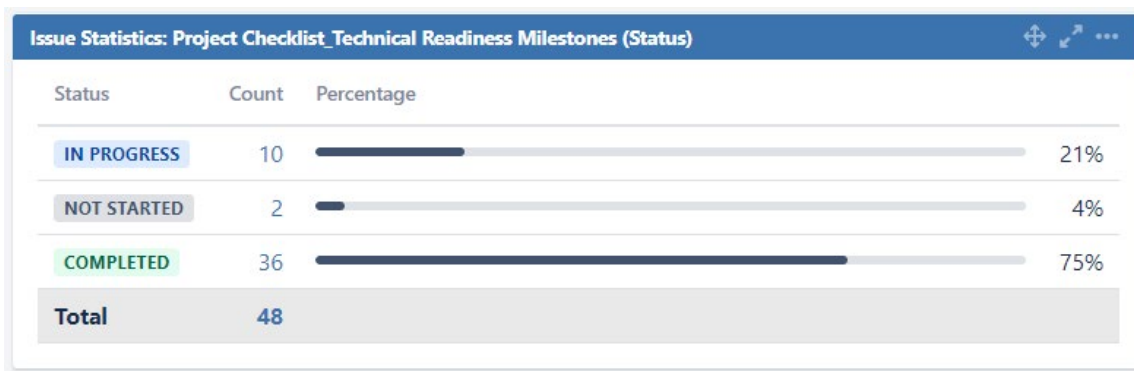 Issue Statistics: Project Checklist_Technical Readiness Milestones (Status)
Status Count Percentage
IN PROGRESS 10 21%
NOT STARTED 2 4%
COMPLETED 36 75%
Total 48